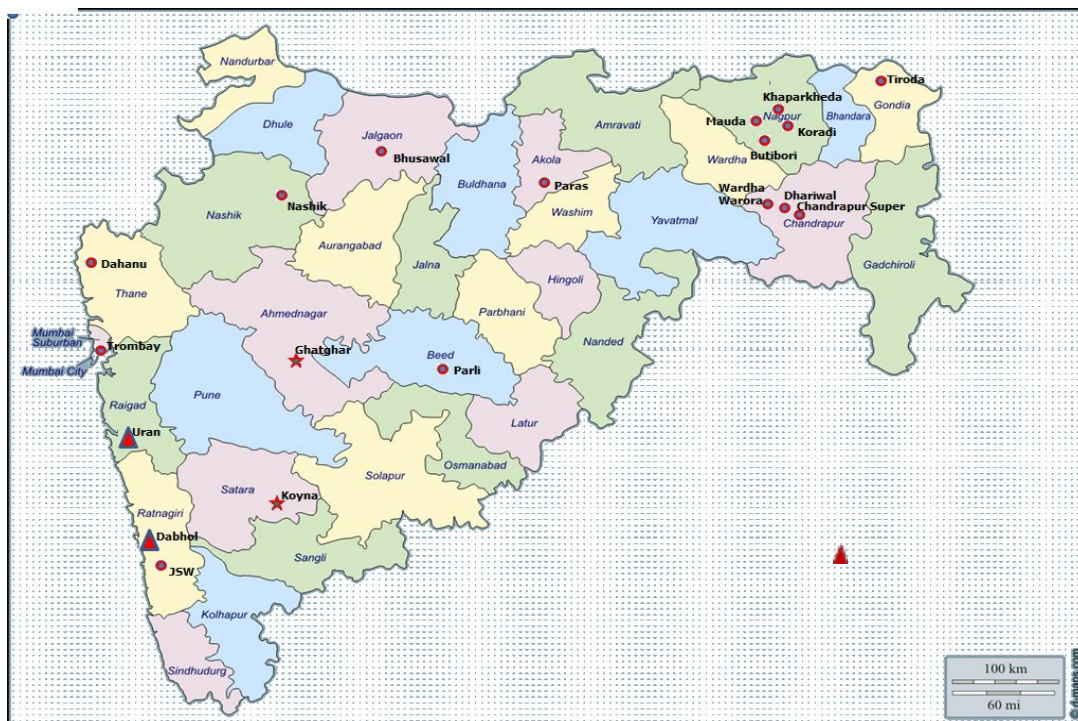 Nandurbar
Dhule
Jalgaon
Bhusawal
Buldhana
Akola
Paras
Amravati
Washim
Wardha
Khaparkheda
Mauda
Nagpur
Koradi
Butibori
Bhandara
Tiroda
Gondia
Wardha
Warora
Dhariwal
Chandrapur Super
Chandrapur
Gadchiroli
Yavatmal
Nashik
Nashik
Aurangabad
Jalna
Hingoli
Parbhani
Nanded
Dahanu
Thane
Ahmednagar
Ghatghar
Mumbai
Suburban
Trombay
Mumbai City
Beed
Parli
Pune
Raigad
Uran
Latur
Osmanabad
Solapur
Satara
Koyna
Ratnagiri
Dabhol
JSW
Sangli
Kolhapur
Sindhudurg
100 km
60 mi
© d-maps.com